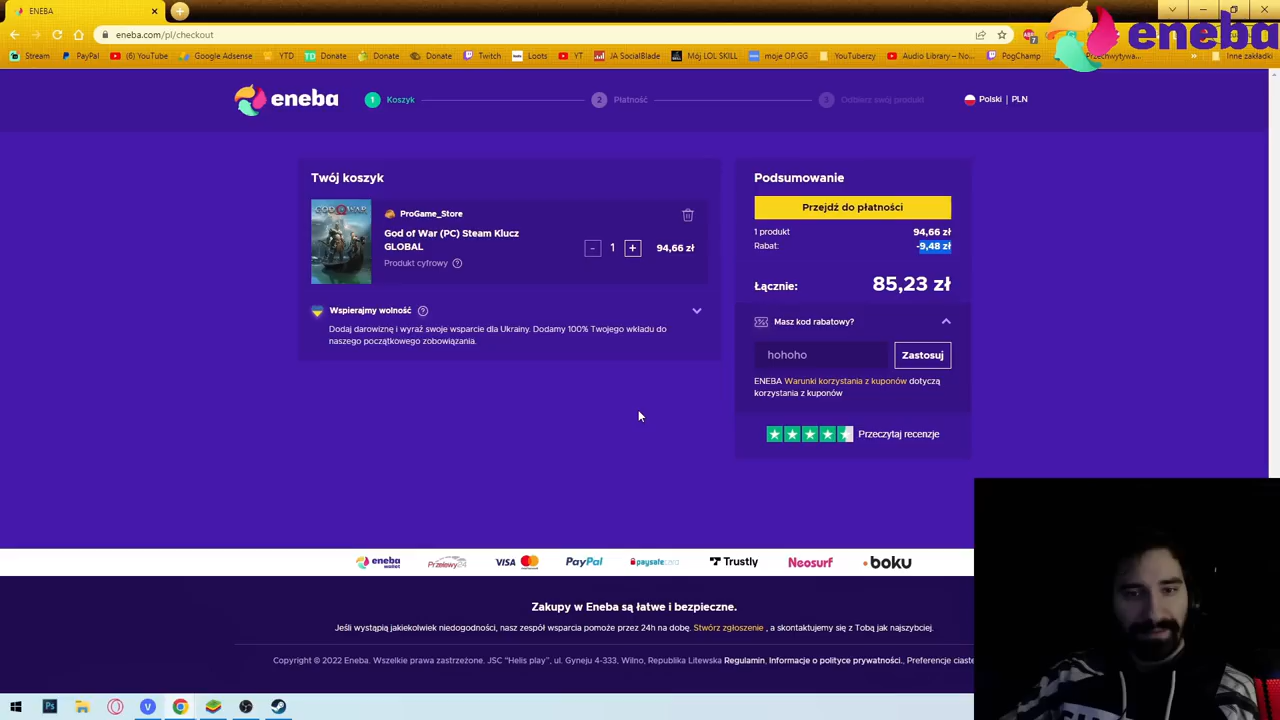 ENEBA
eneba.com/pl/checkout
eneba
Stream
PayPal
(6) YouTube
Google Adsense
YTD
Donate
Donate
Donate
Twitch
Loots
YT
JA SocialBlade
Mój LOL SKILL
moje OP.GG
YouTuberzy
Audio Library – No...
PogChamp
Przechwytywa...
Inne zakładki
eneba
1 Koszyk
2 Płatność
3 Odbierz swój produkt
Polski | PLN
Twój koszyk
GOD OF WAR
ProGame_Store
God of War (PC) Steam Klucz
GLOBAL
Produkt cyfrowy ?
- 1 + 94,66 zł
Wspierajmy wolność ?
Dodaj darowiznę i wyraź swoje wsparcie dla Ukrainy. Dodamy 100% Twojego wkładu do
naszego początkowego zobowiązania.
Podsumowanie
Przejdź do płatności
1 produkt 94,66 zł
Rabat: -9,48 zł
Łącznie: 85,23 zł
Masz kod rabatowy?
hohoho
Zastosuj
ENEBA Warunki korzystania z kuponów dotyczą
korzystania z kuponów
Przeczytaj recenzje
eneba wallet
Przelewy24
VISA
PayPal
paysafecard
Trustly
Neosurf
boku
Zakupy w Eneba są łatwe i bezpieczne.
Jeśli wystąpią jakiekolwiek niedogodności, nasz zespół wsparcia pomoże przez 24h na dobę. Stwórz zgłoszenie , a skontaktujemy się z Tobą jak najszybciej.
Copyright © 2022 Eneba. Wszelkie prawa zastrzeżone. JSC "Helis play", ul. Gyneju 4-333, Wilno, Republika Litewska Regulamin, Informacje o polityce prywatności., Preferencje ciaste